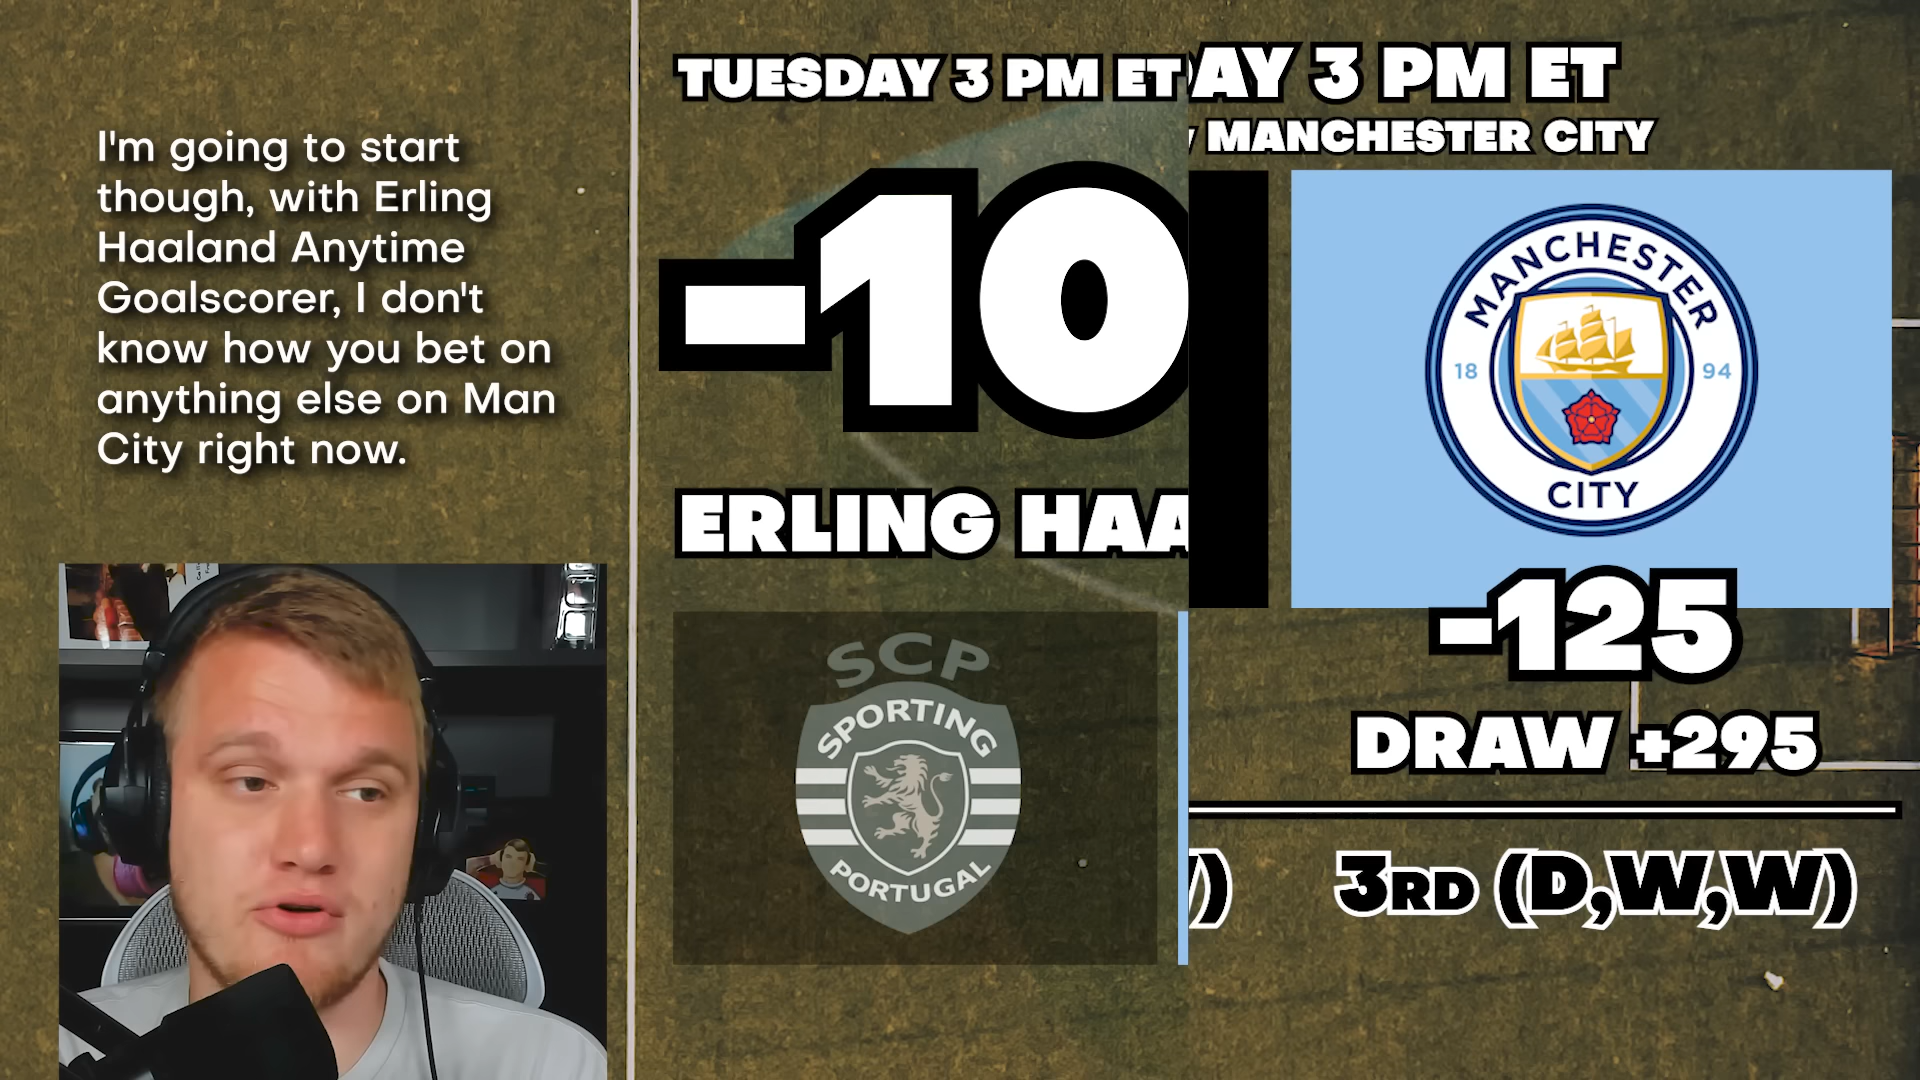 I'm going to start
though, with Erling
Haaland Anytime
Goalscorer, I don't
know how you bet on
anything else on Man
City right now.
TUESDAY 3 PM ET
-10
ERLING HAA
SCP
SPORTING
PORTUGAL
AY 3 PM ET
MANCHESTER CITY
MANCHESTER
18 94
CITY
-125
DRAW +295
) 3RD (D,W,W)